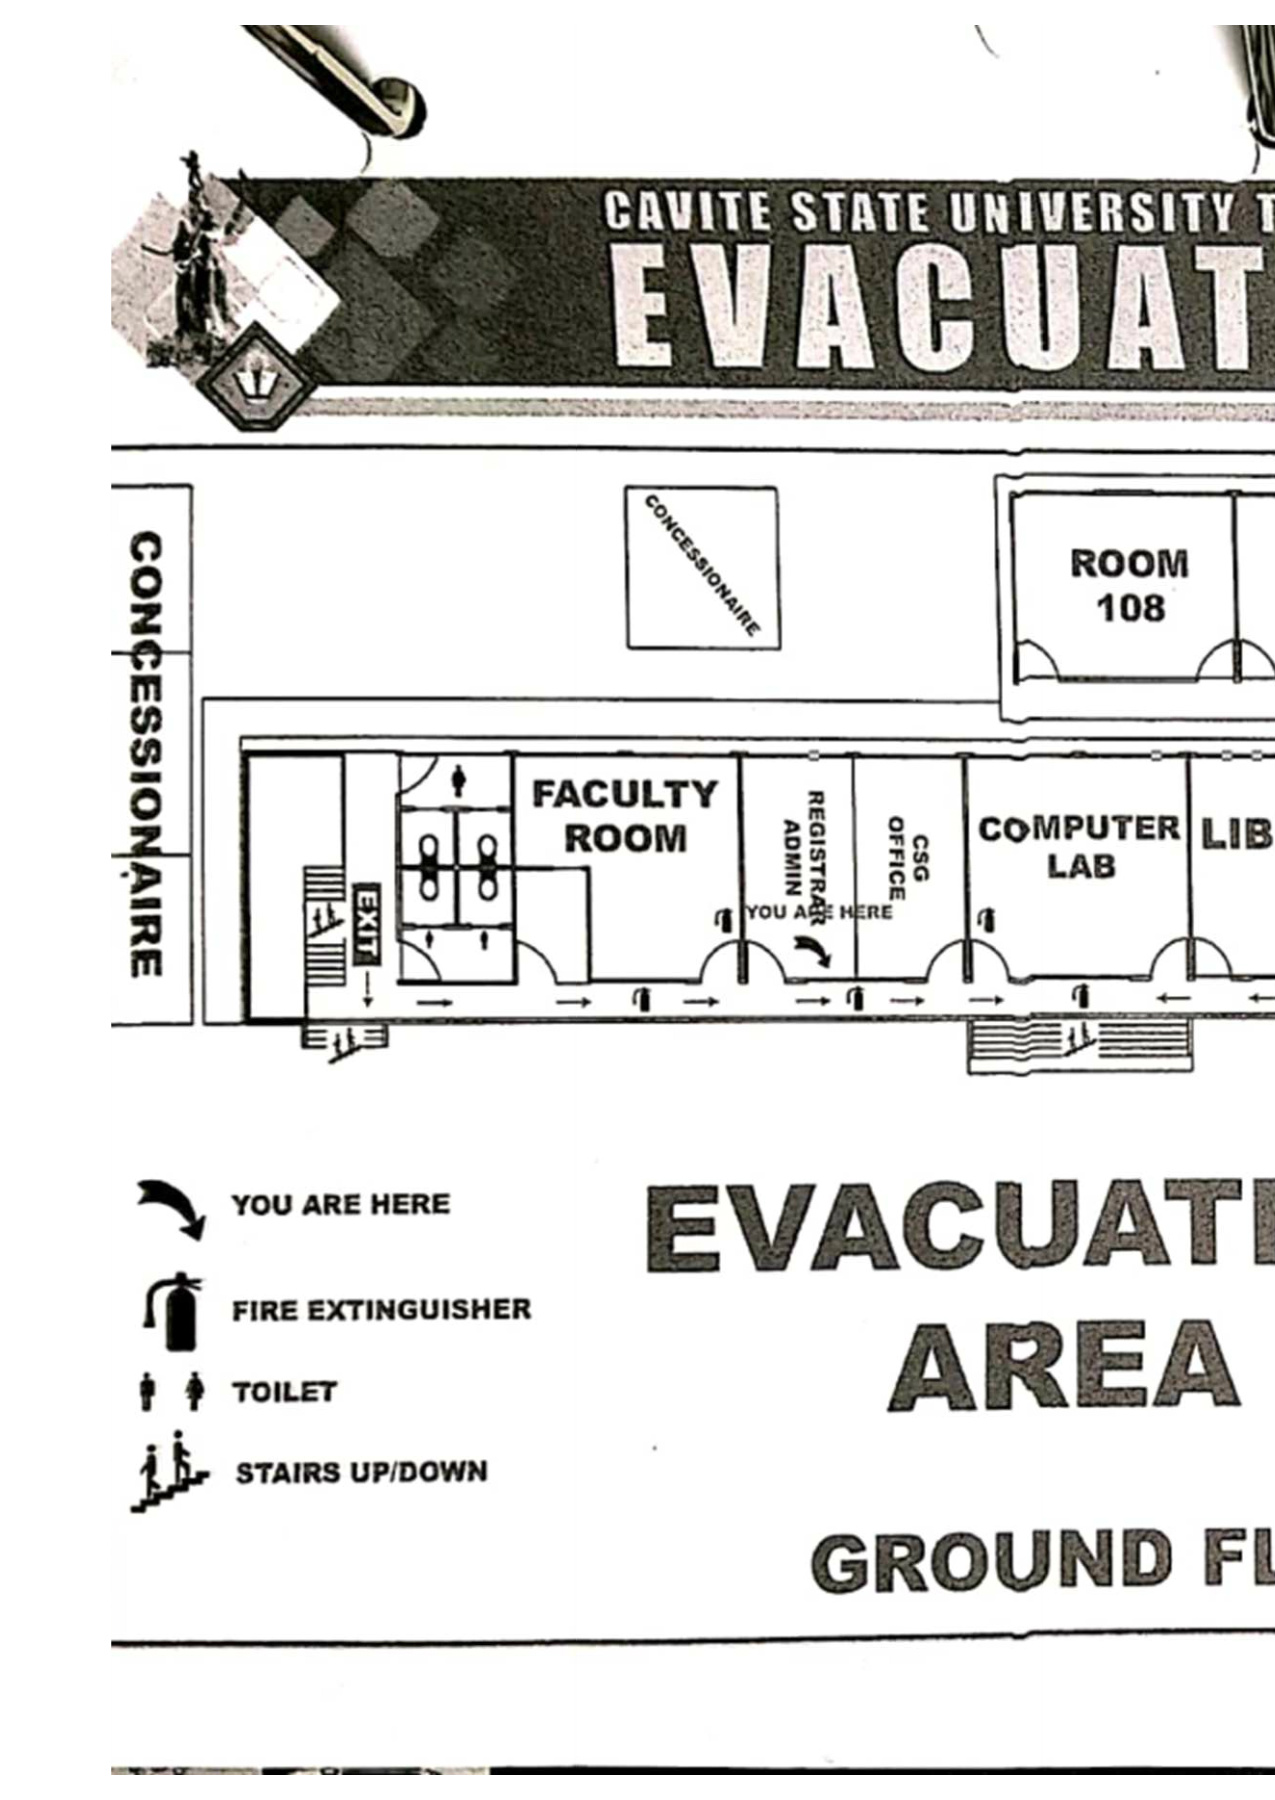 CAVITE STATE UNIVERSITY T
EVACUAT
CONCESSIONAIRE
CONCESSIONAIRE
ROOM
108
FACULTY
ROOM
REGISTRAR
ADMIN
CSG
OFFICE
COMPUTER
LAB
LIB
YOU ARE HERE
EXIT
YOU ARE HERE
FIRE EXTINGUISHER
TOILET
STAIRS UP/DOWN
EVACUATI
AREA
GROUND FL